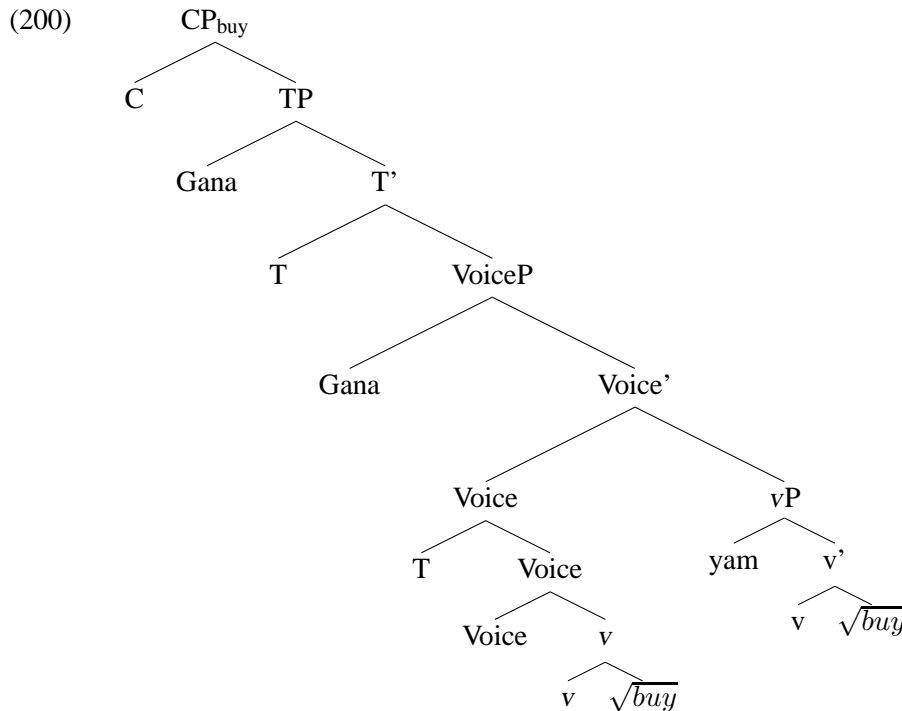 (200) CP_buy
C TP
Gana T’
T VoiceP
Gana Voice’
Voice vP
T Voice yam v’
Voice v v √buy
v √buy